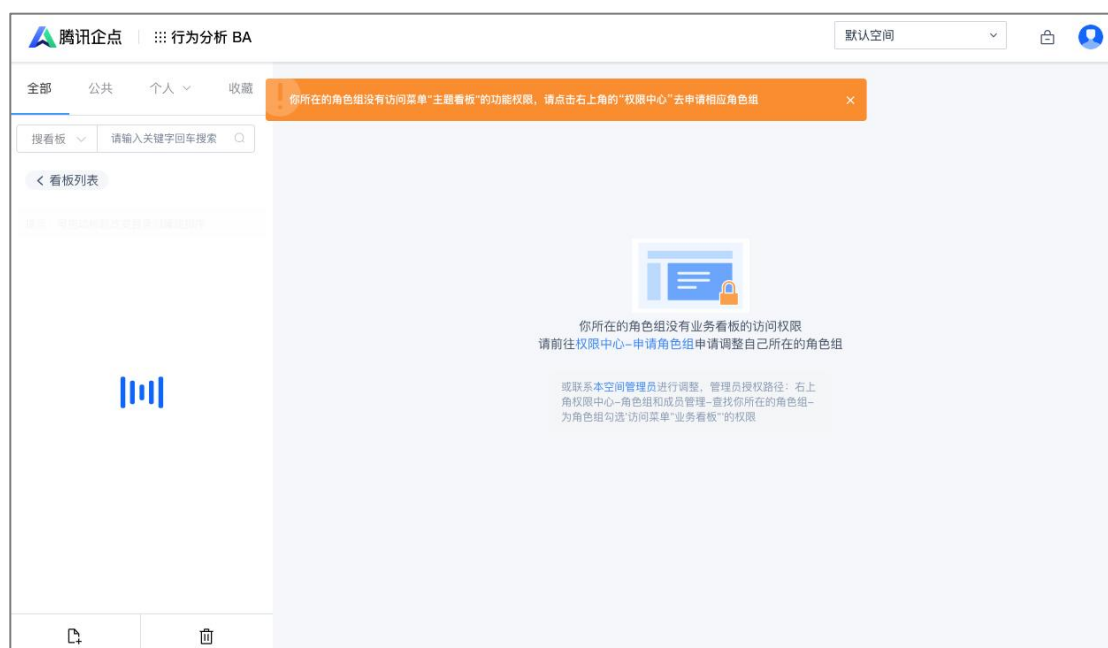 腾讯企点
行为分析 BA
默认空间
全部 公共 个人 收藏
你所在的角色组没有访问菜单“主题看板”的功能权限，请点击右上角的“权限中心”去申请相应角色组
搜看板 请输入关键字回车搜索
看板列表
你所在的角色组没有业务看板的访问权限
请前往权限中心-申请角色组申请调整自己所在的角色组
或联系本空间管理员进行调整，管理员授权路径：右上
角权限中心-角色组和成员管理-查找你所在的角色组-
为角色组勾选‘访问菜单“业务看板”’的权限